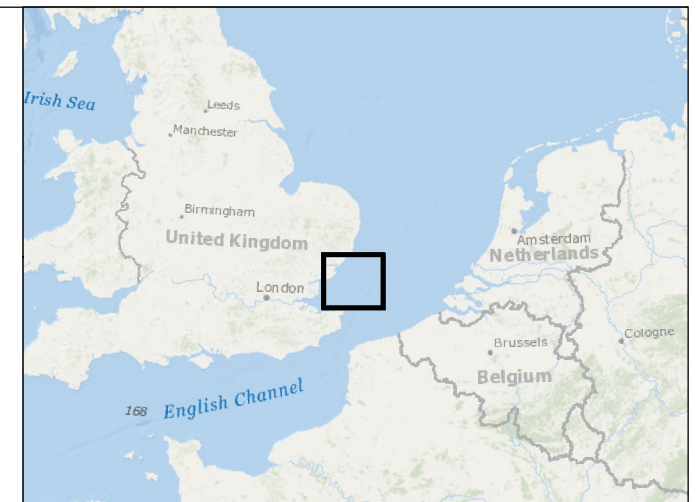 Irish Sea
Leeds
Manchester
Birmingham
United Kingdom
Amsterdam
Netherlands
London
Cologne
Brussels
Belgium
168
English Channel